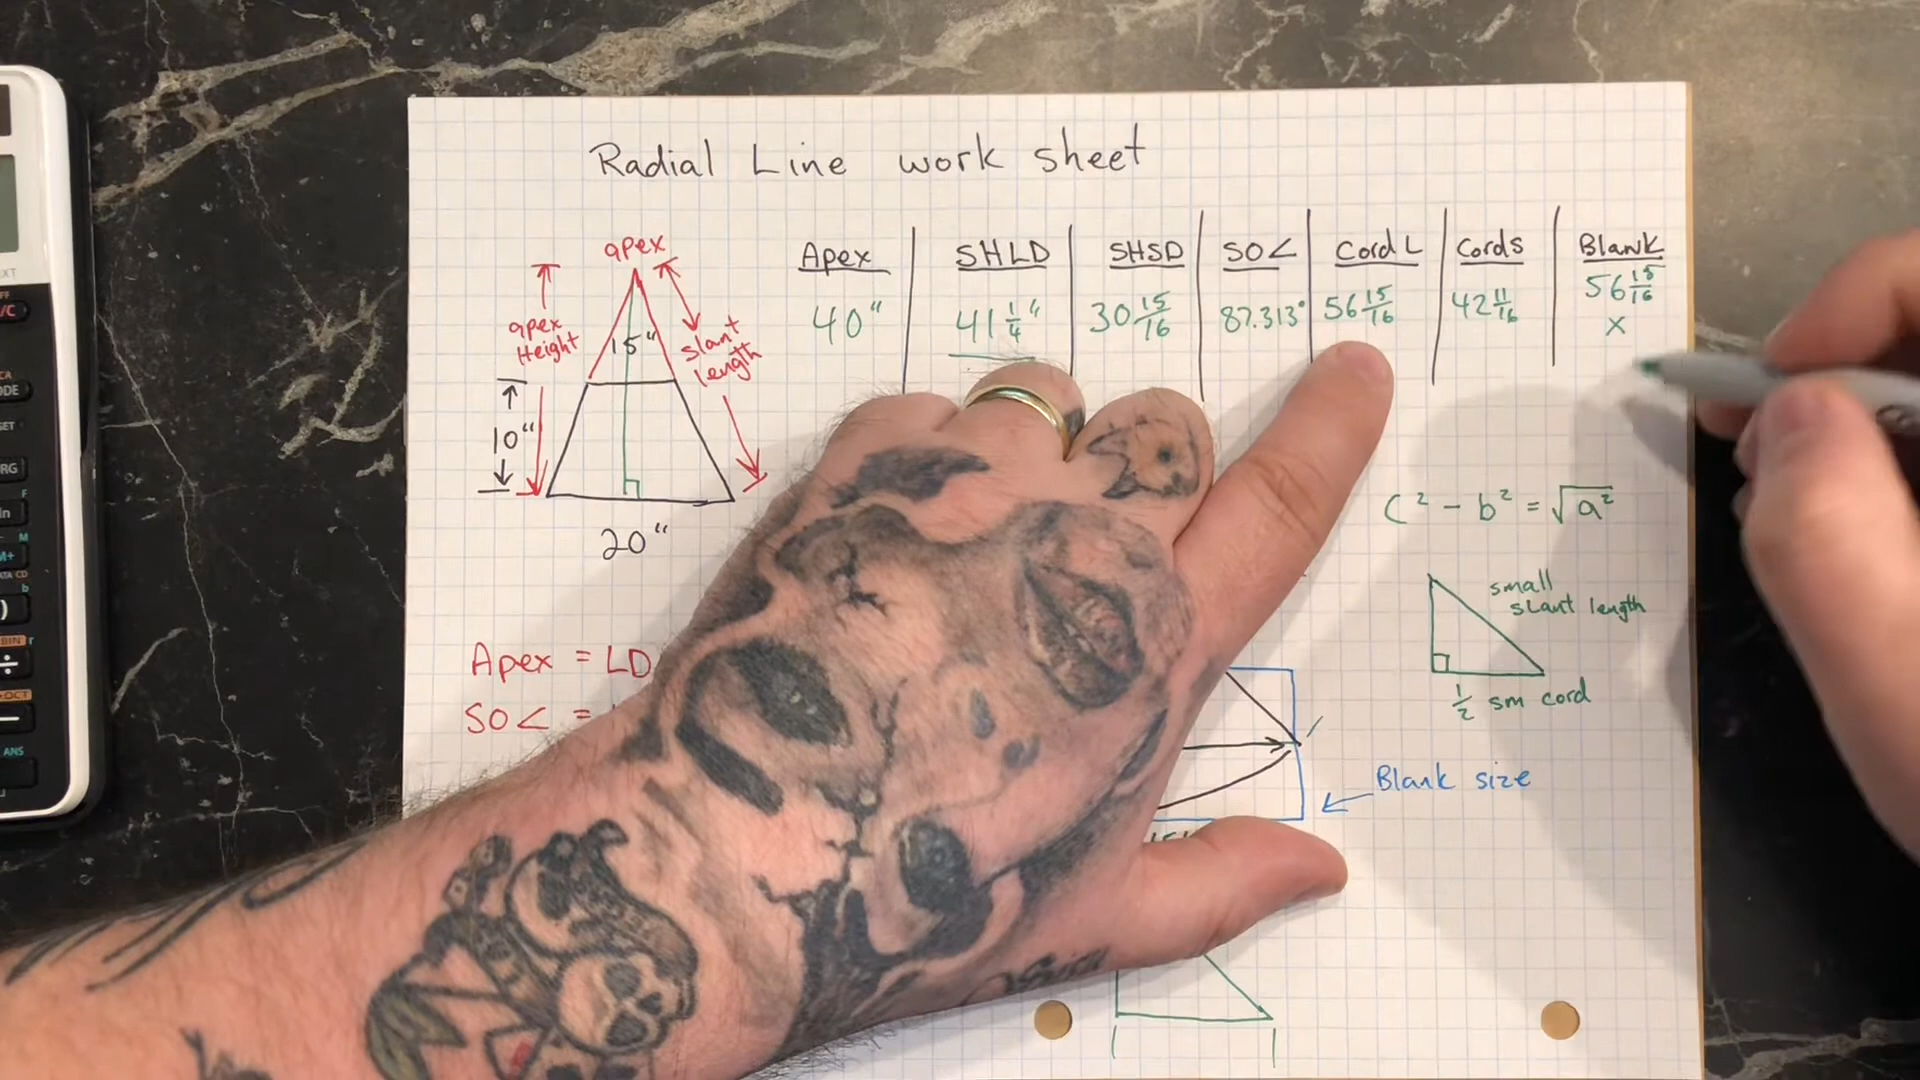 Radial Line work sheet
apex
apex
Height
15"
slant
length
10"
20"
Apex SHLD SHSD SO∠ Cord L Cords Blank
40" 41 1/4" 30 15/16 87.313° 56 15/16 42 11/16 56 15/16
x
C² - b² = √a²
small
slant length
1/2 sm cord
Apex = LD
SO∠ =
Blank size